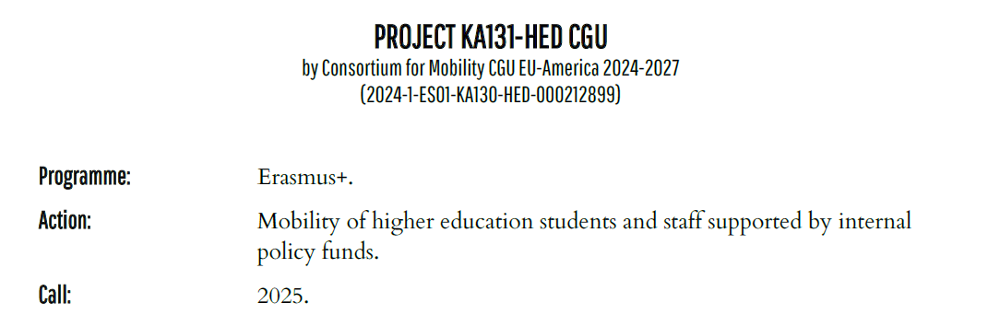 PROJECT KA131-HED CGU
by Consortium for Mobility CGU EU-America 2024-2027
(2024-1-ES01-KA130-HED-000212899)
Programme: Erasmus+.
Action: Mobility of higher education students and staff supported by internal
policy funds.
Call: 2025.